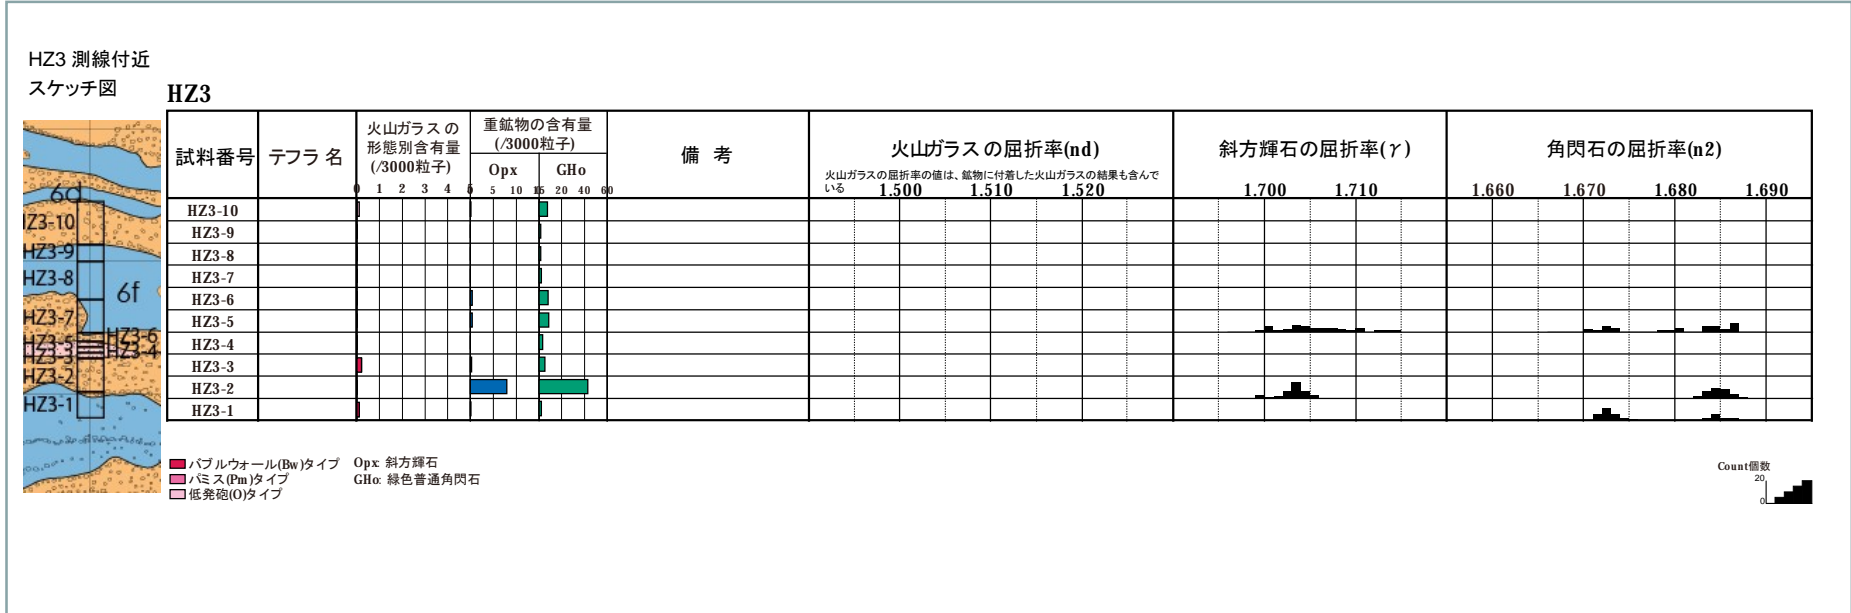 HZ3 測線付近
スケッチ図
HZ3
試料番号
テフラ名
火山ガラスの
形態別含有量
(/3000粒子)
0 1 2 3 4 5
重鉱物の含有量
(/3000粒子)
Opx
5 10 15
GHo
20 40 60
備 考
火山ガラスの屈折率(nd)
火山ガラスの屈折率の値は、鉱物に付着した火山ガラスの結果も含んで
いる
1.500 1.510 1.520
斜方輝石の屈折率(γ)
1.700 1.710
角閃石の屈折率(n2)
1.660 1.670 1.680 1.690
HZ3-10
HZ3-9
HZ3-8
HZ3-7
HZ3-6
HZ3-5
HZ3-4
HZ3-3
HZ3-2
HZ3-1
6d
HZ3-10
HZ3-9
HZ3-8
6f
HZ3-7
HZ3-6
HZ3-5
HZ3-4
HZ3-3
HZ3-2
HZ3-1
バブルウォール(Bw)タイプ
パミス(Pm)タイプ
低発砲(O)タイプ
Opx: 斜方輝石
GHo: 緑色普通角閃石
Count個数
20
0